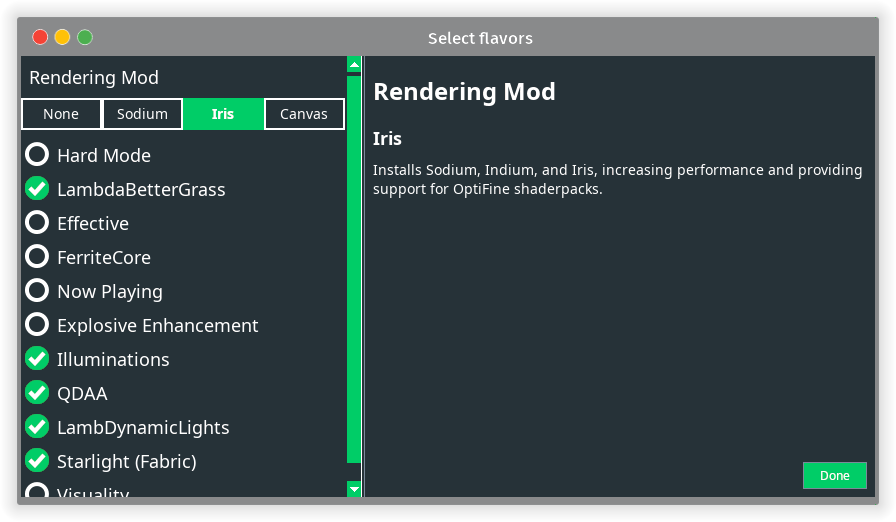 Select flavors
Rendering Mod
None Sodium Iris Canvas
Hard Mode
LambdaBetterGrass
Effective
FerriteCore
Now Playing
Explosive Enhancement
Illuminations
QDAA
LambDynamicLights
Starlight (Fabric)
Visuality
Rendering Mod
Iris
Installs Sodium, Indium, and Iris, increasing performance and providing
support for OptiFine shaderpacks.
Done